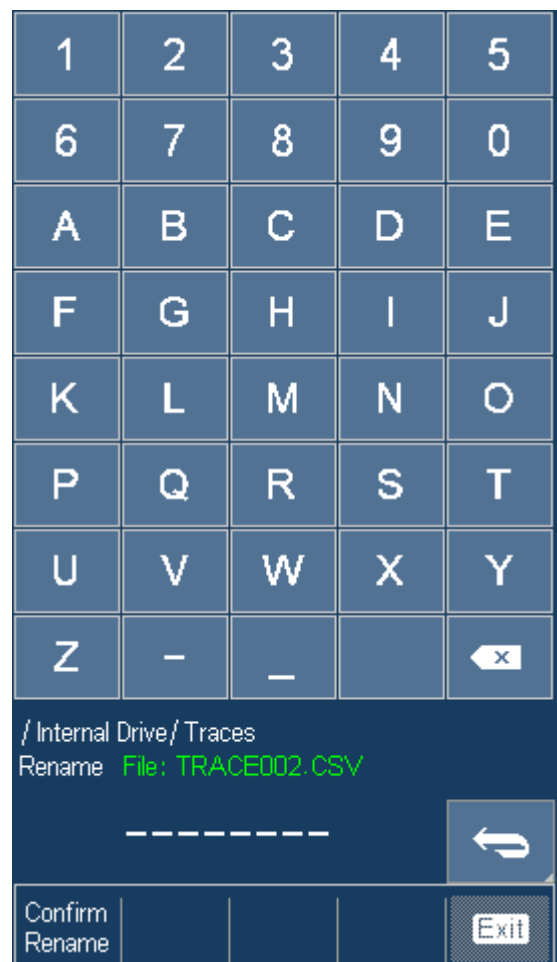 1 2 3 4 5
6 7 8 9 0
A B C D E
F G H I J
K L M N O
P Q R S T
U V W X Y
Z – _ x
/ Internal Drive / Traces
Rename File: TRACE002.CSV
________
Confirm
Rename
Exit